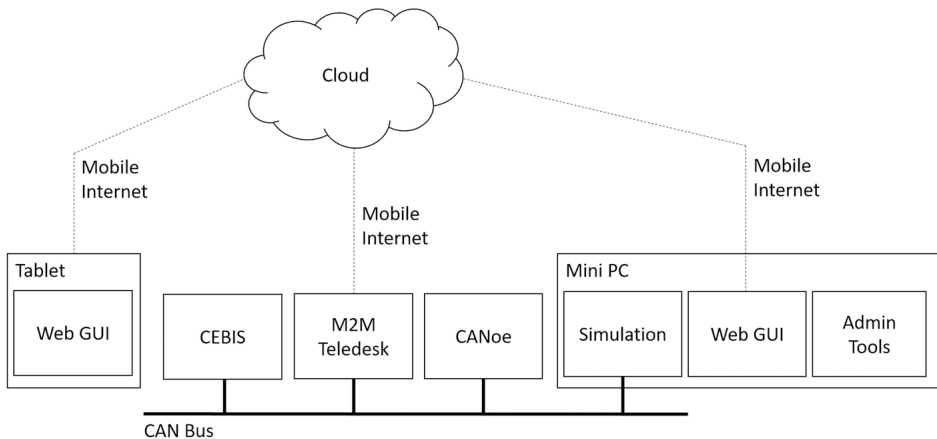 Cloud
Mobile
Internet
Mobile
Internet
Mobile
Internet
Tablet
Web GUI
CEBIS
M2M
Teledesk
CANoe
Mini PC
Simulation
Web GUI
Admin
Tools
CAN Bus